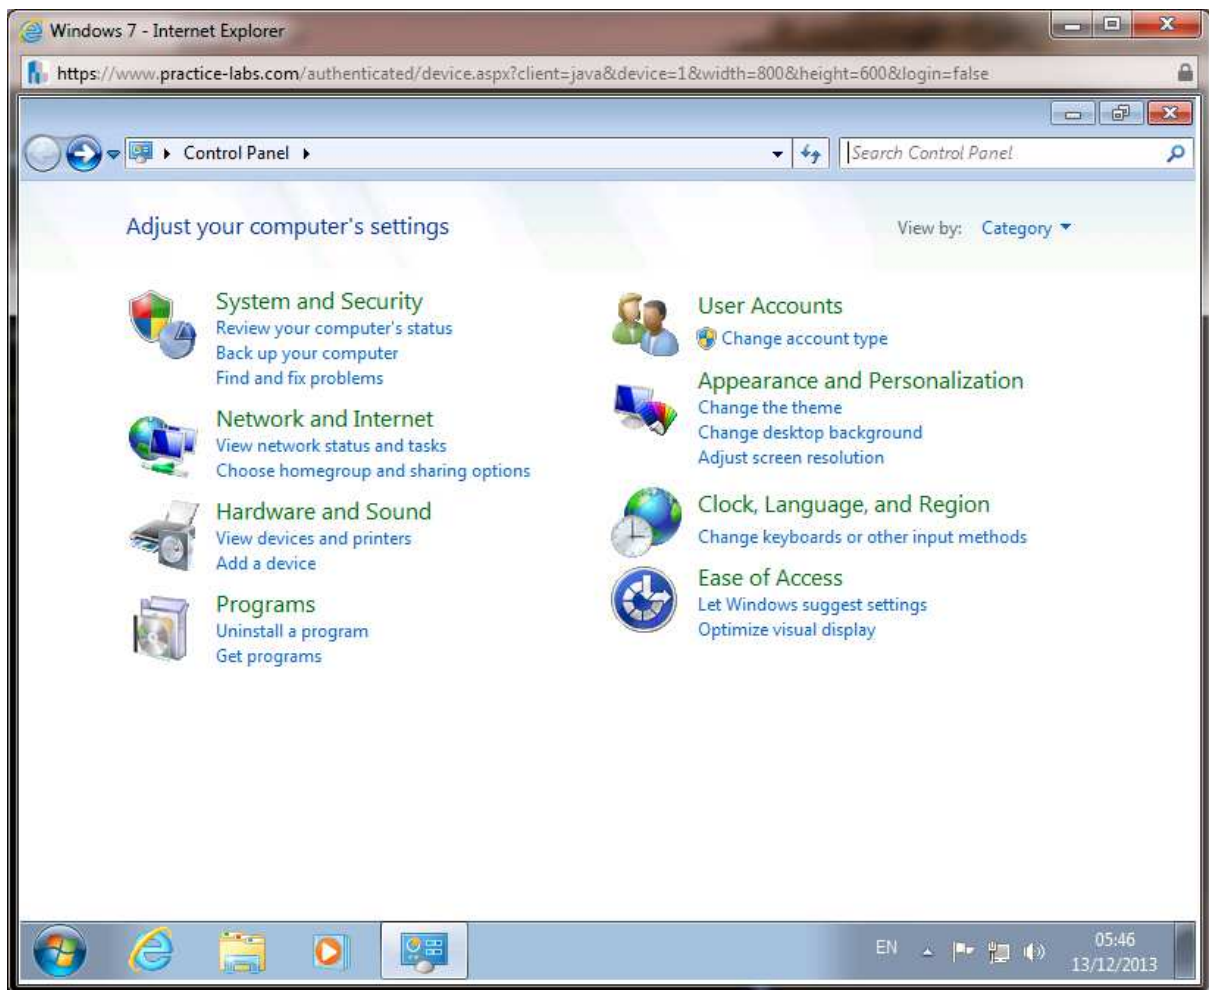 Windows 7 - Internet Explorer
https://www.practice-labs.com/authenticated/device.aspx?client=java&device=1&width=800&height=600&login=false
Control Panel
Search Control Panel
Adjust your computer's settings
View by: Category
System and Security
Review your computer's status
Back up your computer
Find and fix problems
Network and Internet
View network status and tasks
Choose homegroup and sharing options
Hardware and Sound
View devices and printers
Add a device
Programs
Uninstall a program
Get programs
User Accounts
Change account type
Appearance and Personalization
Change the theme
Change desktop background
Adjust screen resolution
Clock, Language, and Region
Change keyboards or other input methods
Ease of Access
Let Windows suggest settings
Optimize visual display
EN
05:46
13/12/2013